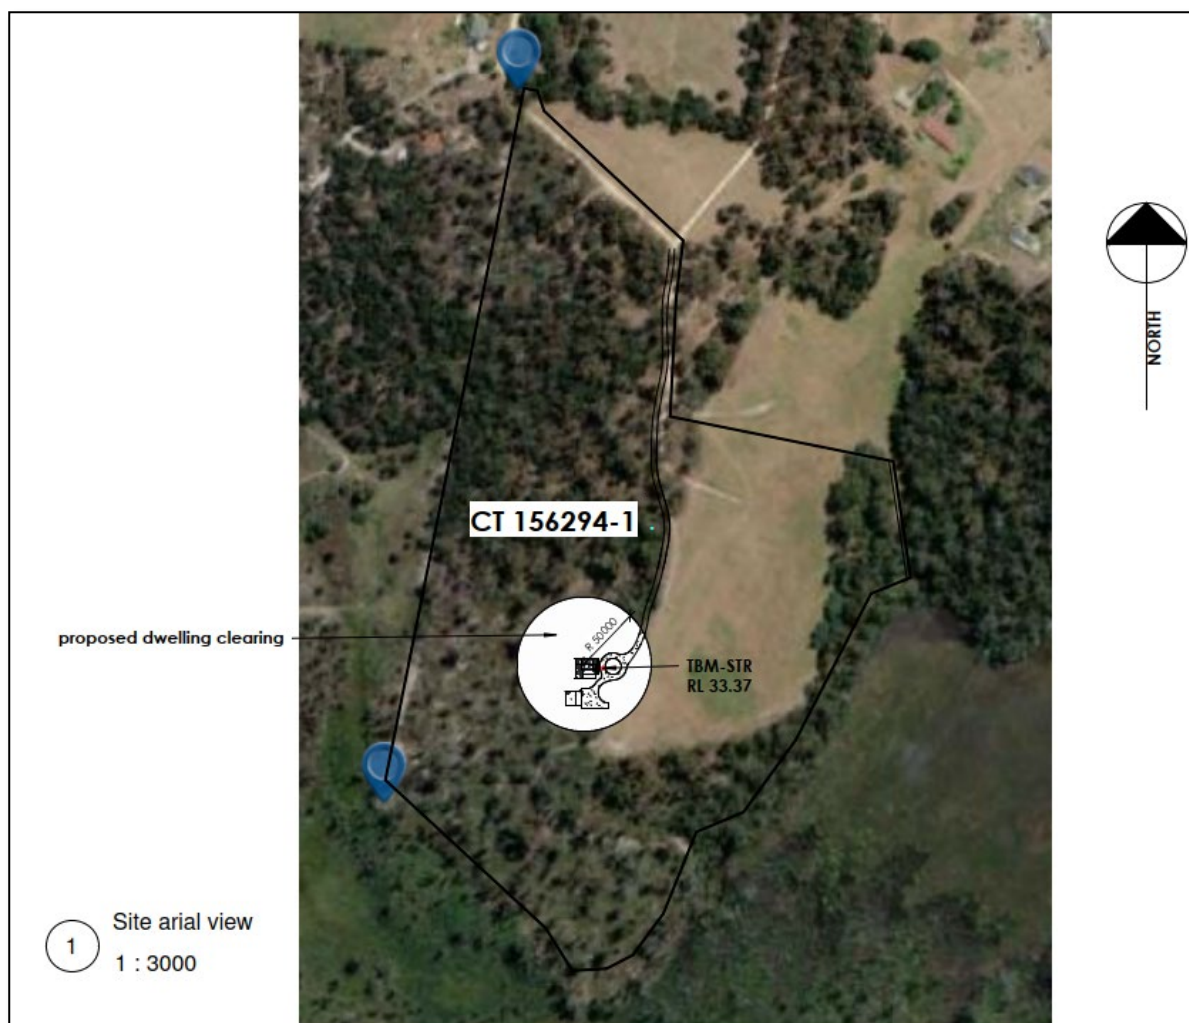 NORTH
CT 156294-1
proposed dwelling clearing
R 50000
TBM-STR
RL 33.37
1
Site arial view
1 : 3000